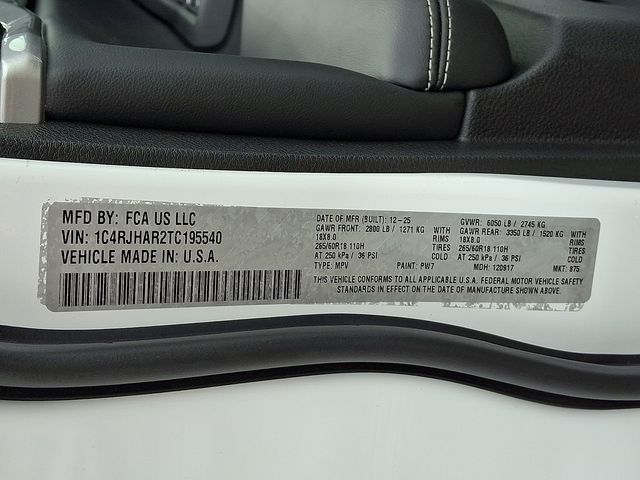 MFD BY: FCA US LLC
VIN: 1C4RJHAR2TC195540
VEHICLE MADE IN: U.S.A.
DATE OF MFR (BUILT): 12-25
GAWR FRONT: 2800 LB / 1271 KG WITH
18X8.0 RIMS
265/60R18 110H TIRES
AT 250 kPa / 36 PSI COLD
TYPE: MPV PAINT: PW7
GVWR: 6050 LB / 2745 KG
GAWR REAR: 3350 LB / 1520 KG WITH
18X8.0 RIMS
265/60R18 110H TIRES
AT 250 kPa / 36 PSI COLD
MDH: 120917 MKT: 875
THIS VEHICLE CONFORMS TO ALL APPLICABLE U.S.A. FEDERAL MOTOR VEHICLE SAFETY
STANDARDS IN EFFECT ON THE DATE OF MANUFACTURE SHOWN ABOVE.